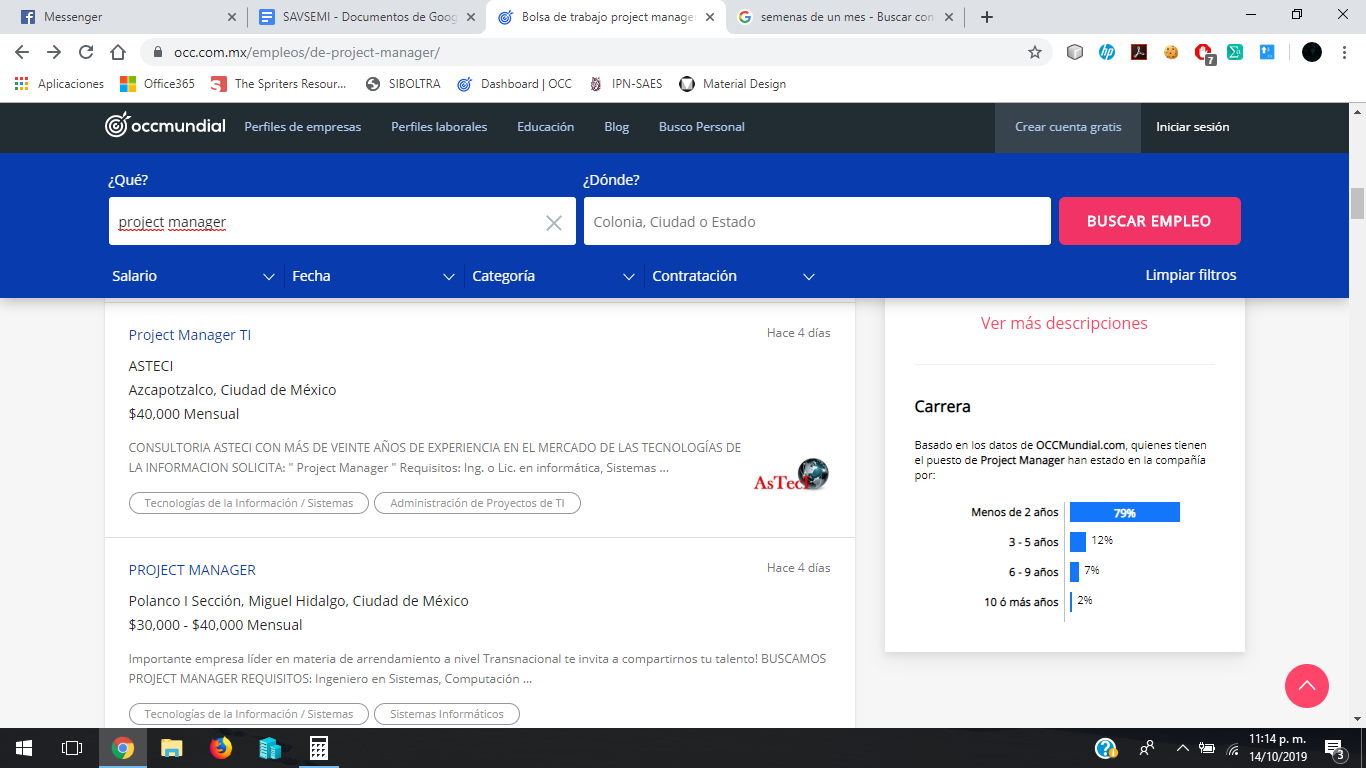 Messenger
SAVSEMI - Documentos de Goog
Bolsa de trabajo project manager
semenas de un mes - Buscar con
occ.com.mx/empleos/de-project-manager/
7
Aplicaciones
Office365
The Spriters Resour...
SIBOLTRA
Dashboard | OCC
IPN-SAES
Material Design
occmundial
Perfiles de empresas
Perfiles laborales
Educación
Blog
Busco Personal
Crear cuenta gratis
Iniciar sesión
¿Qué?
¿Dónde?
project manager
Colonia, Ciudad o Estado
BUSCAR EMPLEO
Salario
Fecha
Categoría
Contratación
Limpiar filtros
Project Manager TI
Hace 4 días
ASTECI
Azcapotzalco, Ciudad de México
$40,000 Mensual
CONSULTORIA ASTECI CON MÁS DE VEINTE AÑOS DE EXPERIENCIA EN EL MERCADO DE LAS TECNOLOGÍAS DE
LA INFORMACION SOLICITA: " Project Manager " Requisitos: Ing. o Lic. en informática, Sistemas ...
AsTecI
Tecnologías de la Información / Sistemas
Administración de Proyectos de TI
PROJECT MANAGER
Hace 4 días
Polanco I Sección, Miguel Hidalgo, Ciudad de México
$30,000 - $40,000 Mensual
Importante empresa líder en materia de arrendamiento a nivel Transnacional te invita a compartirnos tu talento! BUSCAMOS
PROJECT MANAGER REQUISITOS: Ingeniero en Sistemas, Computación ...
Tecnologías de la Información / Sistemas
Sistemas Informáticos
Ver más descripciones
Carrera
Basado en los datos de OCCMundial.com, quienes tienen
el puesto de Project Manager han estado en la compañía
por:
Menos de 2 años 79%
3 - 5 años 12%
6 - 9 años 7%
10 ó más años 2%
11:14 p. m.
14/10/2019
3